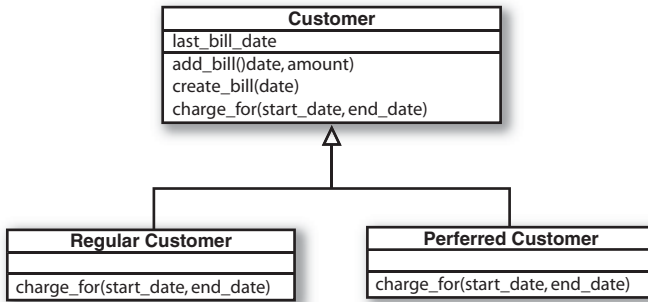 Customer
last_bill_date
add_bill()date, amount)
create_bill(date)
charge_for(start_date, end_date)
Regular Customer
charge_for(start_date, end_date)
Perferred Customer
charge_for(start_date, end_date)